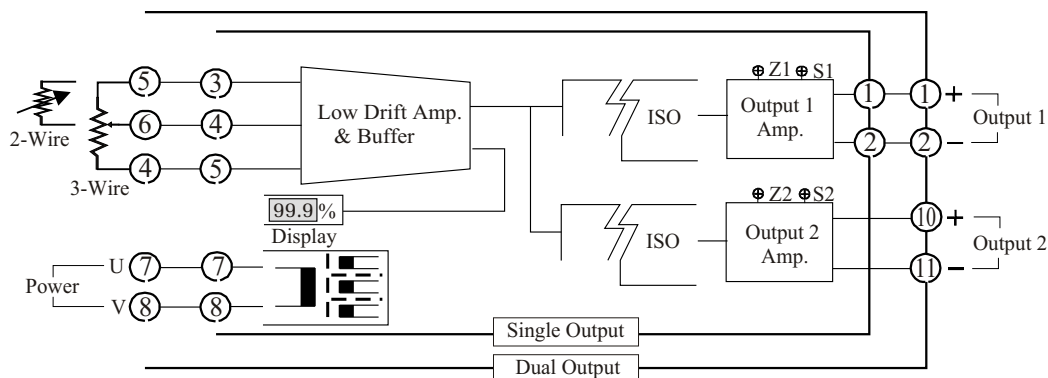 Z1 S1
5 3 1 1 +
Low Drift Amp.
& Buffer
ISO
Output 1
Amp.
Output 1
2-Wire
6 4
2 2 −
4 5
3-Wire
99.9 %
Display
Z2 S2
10 +
ISO
Output 2
Amp.
Output 2
11 −
Power
U 7 7
V 8 8
Single Output
Dual Output